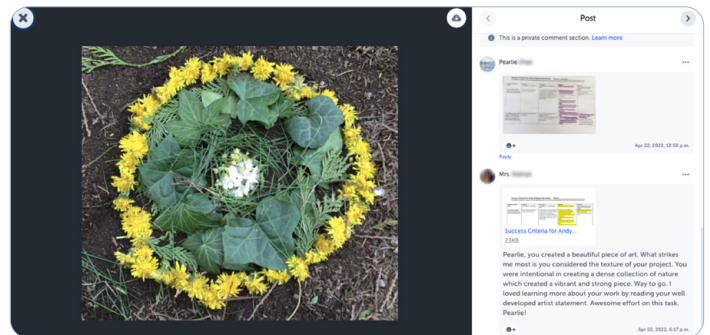 Post
This is a private comment section. Learn more
Pearlie
Apr 22, 2022, 12:50 p.m.
Reply
Mrs.
Success Criteria for Andy...
23KB
Pearlie, you created a beautiful piece of art. What strikes
me most is you considered the texture of your project. You
were intentional in creating a dense collection of nature
which created a vibrant and strong piece. Way to go. I
loved learning more about your work by reading your well
developed artist statement. Awesome effort on this task,
Pearlie!
Apr 22, 2022, 6:17 p.m.